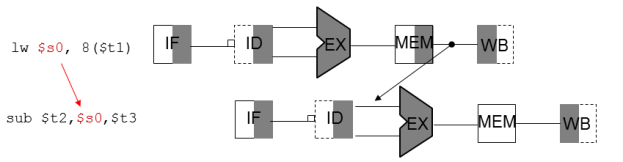 lw $s0, 8($t1)
IF ID EX MEM WB
sub $t2,$s0,$t3
IF ID EX MEM WB